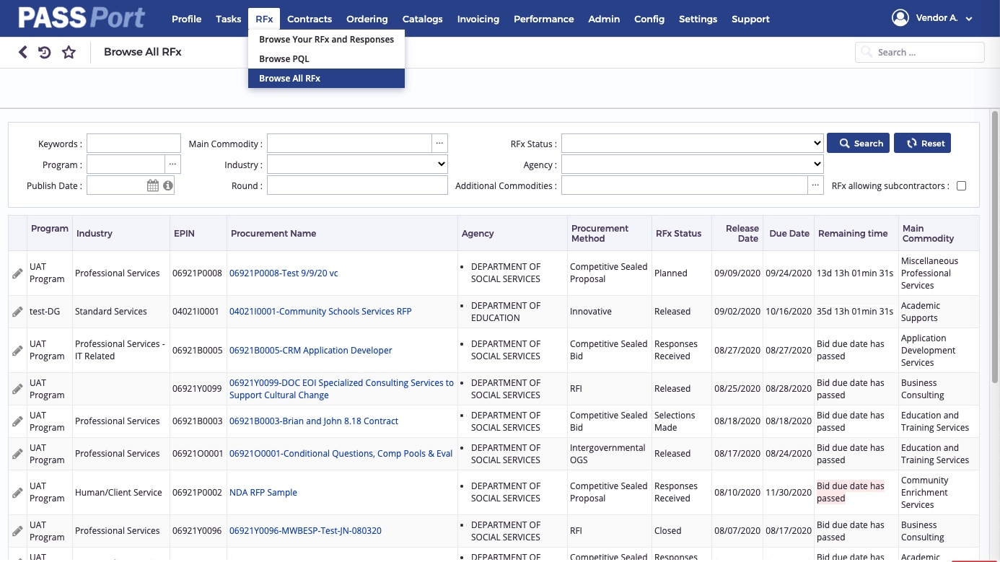 PASSPort
Profile Tasks RFx Contracts Ordering Catalogs Invoicing Performance Admin Config Settings Support
Vendor A.
Browse Your RFx and Responses
Browse PQL
Browse All RFx
Browse All RFx
Search ...
Keywords :
Main Commodity :
...
RFx Status :
Search
Reset
Program :
...
Industry :
Agency :
Publish Date :
Round :
Additional Commodities :
...
RFx allowing subcontractors :
Program
Industry
EPIN
Procurement Name
Agency
Procurement
Method
RFx Status
Release
Date
Due Date
Remaining time
Main
Commodity
UAT
Program
Professional Services
06921P0008
06921P0008-Test 9/9/20 vc
• DEPARTMENT OF
SOCIAL SERVICES
Competitive Sealed
Proposal
Planned
09/09/2020
09/24/2020
13d 13h 01min 31s
Miscellaneous
Professional
Services
test-DG
Standard Services
04021I0001
04021I0001-Community Schools Services RFP
• DEPARTMENT OF
EDUCATION
Innovative
Released
09/02/2020
10/16/2020
35d 13h 01min 31s
Academic
Supports
UAT
Program
Professional Services -
IT Related
06921B0005
06921B0005-CRM Application Developer
• DEPARTMENT OF
SOCIAL SERVICES
Competitive Sealed
Bid
Responses
Received
08/27/2020
08/27/2020
Bid due date has
passed
Application
Development
Services
UAT
Program
06921Y0099
06921Y0099-DOC EOI Specialized Consulting Services to
Support Cultural Change
• DEPARTMENT OF
SOCIAL SERVICES
RFI
Released
08/25/2020
08/28/2020
Bid due date has
passed
Business
Consulting
UAT
Program
Professional Services
06921B0003
06921B0003-Brian and John 8.18 Contract
• DEPARTMENT OF
SOCIAL SERVICES
Competitive Sealed
Bid
Selections
Made
08/18/2020
08/18/2020
Bid due date has
passed
Education and
Training Services
UAT
Program
Professional Services
06921O0001
06921O0001-Conditional Questions, Comp Pools & Eval
• DEPARTMENT OF
SOCIAL SERVICES
Intergovernmental
OGS
Released
08/17/2020
08/24/2020
Bid due date has
passed
Education and
Training Services
UAT
Program
Human/Client Service
06921P0002
NDA RFP Sample
• DEPARTMENT OF
SOCIAL SERVICES
Competitive Sealed
Proposal
Responses
Received
08/10/2020
11/30/2020
Bid due date has
passed
Community
Enrichment
Services
UAT
Program
Professional Services
06921Y0096
06921Y0096-MWBESP-Test-JN-080320
• DEPARTMENT OF
SOCIAL SERVICES
RFI
Closed
08/07/2020
08/17/2020
Bid due date has
passed
Business
Consulting
UAT
• DEPARTMENT OF
Competitive Sealed
Responses
Bid due date has
Academic